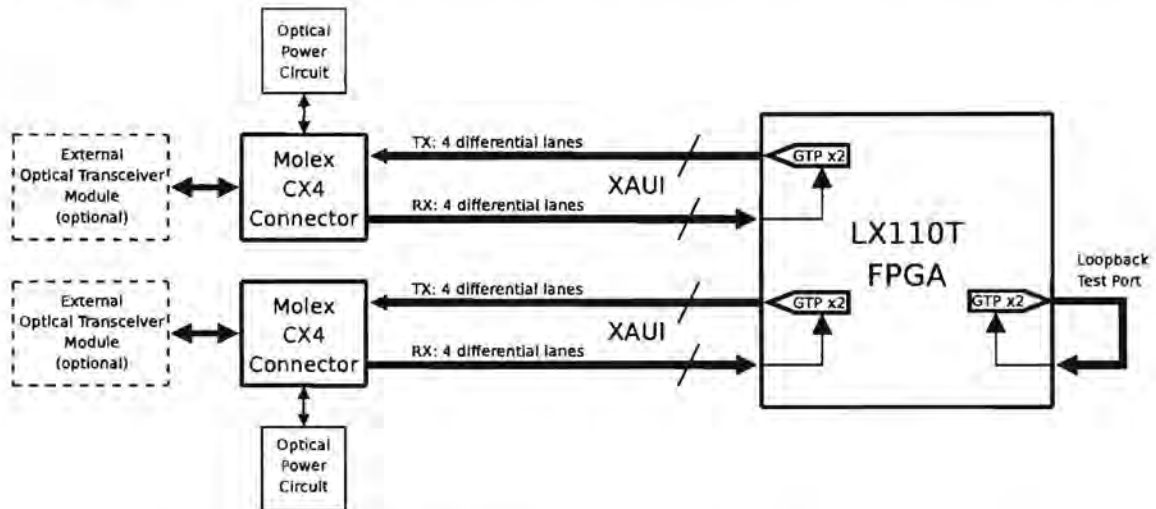 Optical
Power
Circuit
External
Optical Transceiver
Module
(optional)
Molex
CX4
Connector
TX: 4 differential lanes
XAUI
RX: 4 differential lanes
GTP x2
LX110T
FPGA
Loopback
Test Port
External
Optical Transceiver
Module
(optional)
Molex
CX4
Connector
TX: 4 differential lanes
XAUI
RX: 4 differential lanes
GTP x2
GTP x2
Optical
Power
Circuit